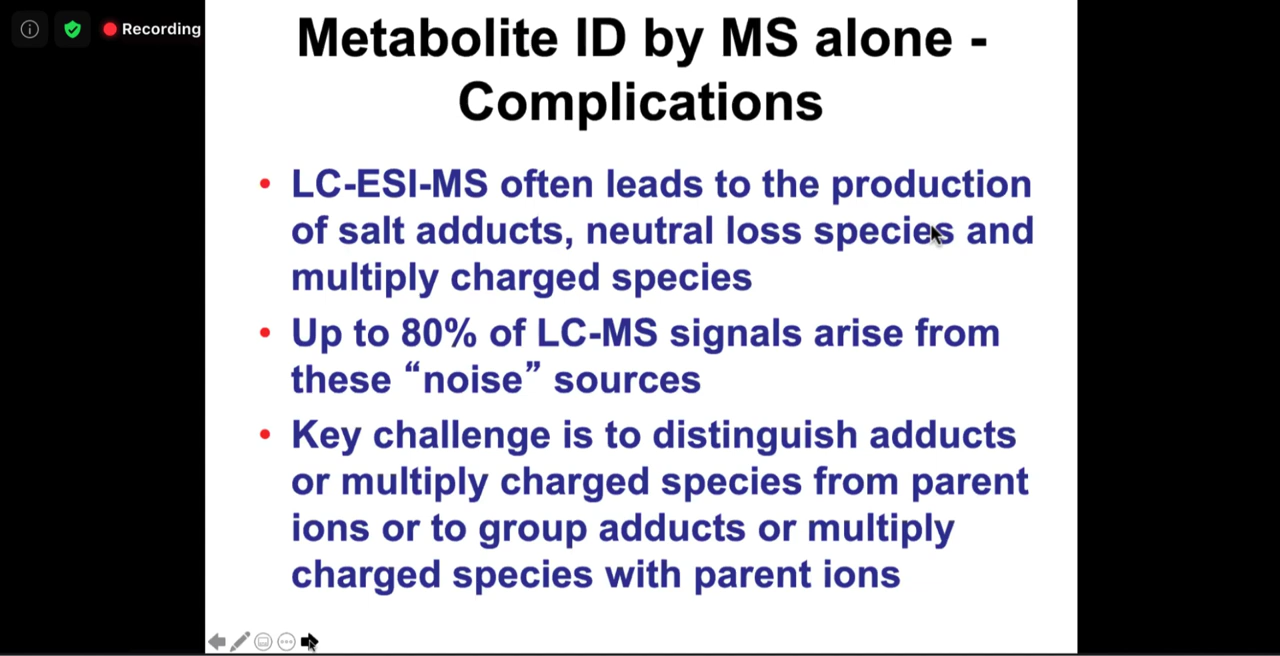 Recording
Metabolite ID by MS alone -
Complications
• LC-ESI-MS often leads to the production
of salt adducts, neutral loss species and
multiply charged species
• Up to 80% of LC-MS signals arise from
these “noise” sources
• Key challenge is to distinguish adducts
or multiply charged species from parent
ions or to group adducts or multiply
charged species with parent ions